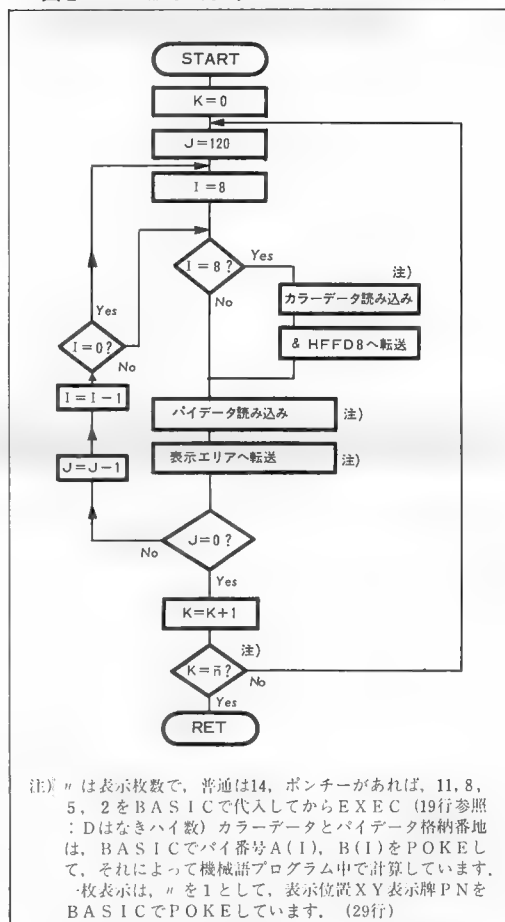 START
K=0
J=120
I=8
I=8?
Yes
No
注)
カラーデータ読み込み
& HFFD8へ転送
Yes
I=0?
No
I=I-1
J=J-1
パイデータ読み込み
注)
表示エリアへ転送
注)
J=0?
No
Yes
K=K+1
注)
K=n̄?
No
Yes
RET
注)〃は表示枚数で,普通は14,ポンチーがあれば,11,8,
5,2をBASICで代入してからEXEC(19行参照
:Dはなきハイ数)カラーデータとパイデータ格納番地
は,BASICでパイ番号A(I),B(I)をPOKEし
て,それによって機械語プログラム中で計算しています.
一枚表示は,〃を1として,表示位置XY表示牌PNを
BASICでPOKEしています.(29行)